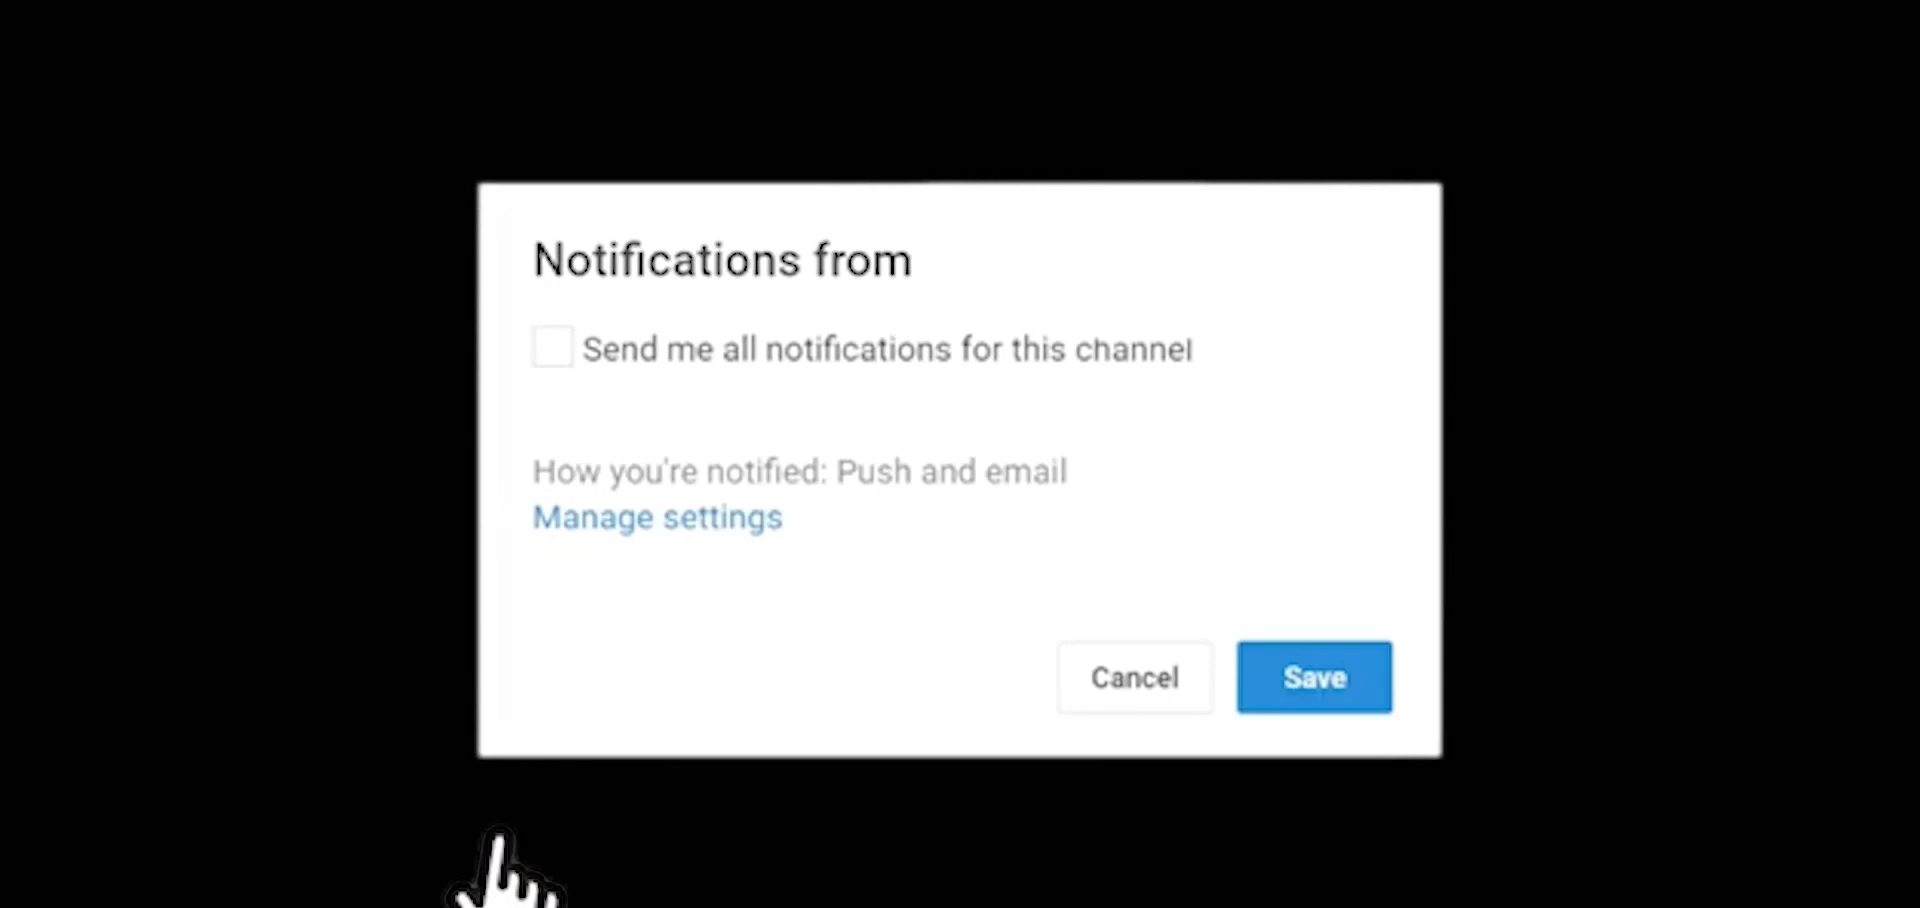 Notifications from
Send me all notifications for this channel
How you're notified: Push and email
Manage settings
Cancel
Save